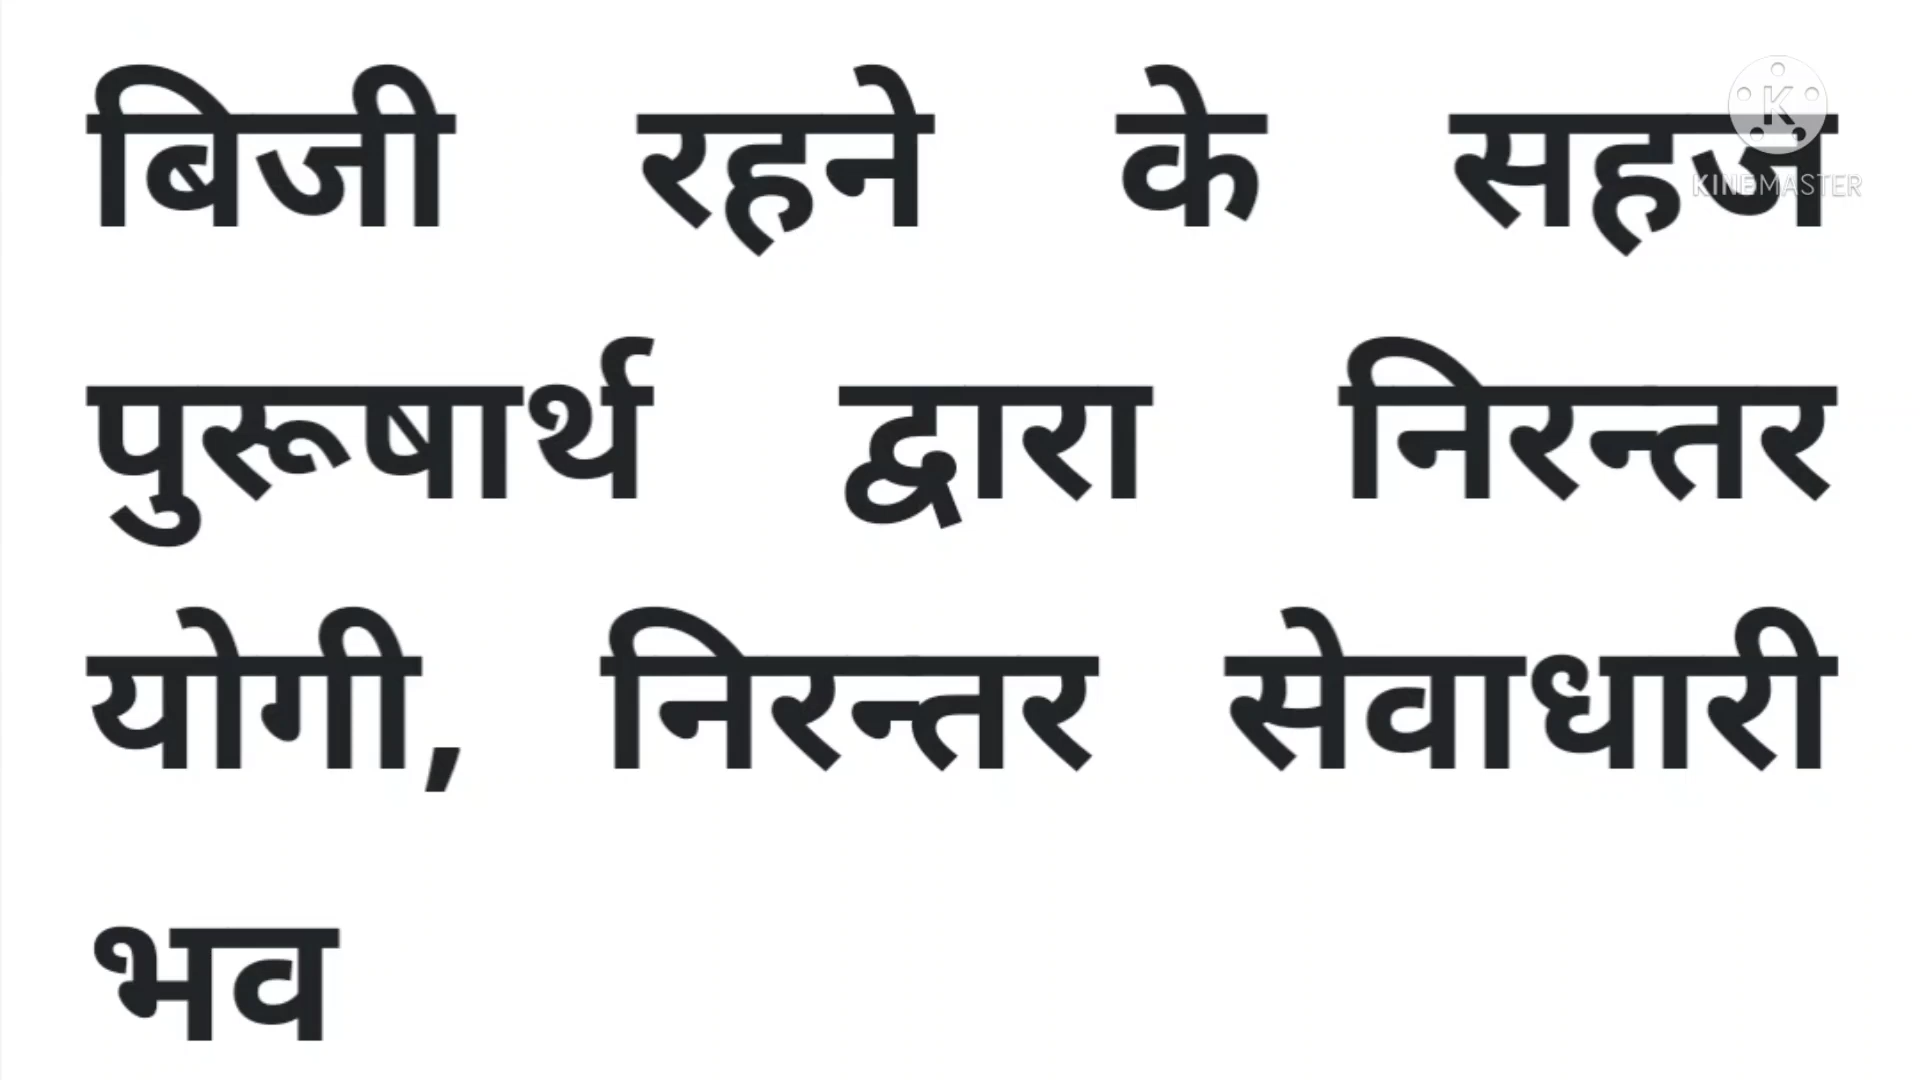 बिजी रहने के सहज
पुरूषार्थ द्वारा निरन्तर
योगी, निरन्तर सेवाधारी
भव
KINEMASTER